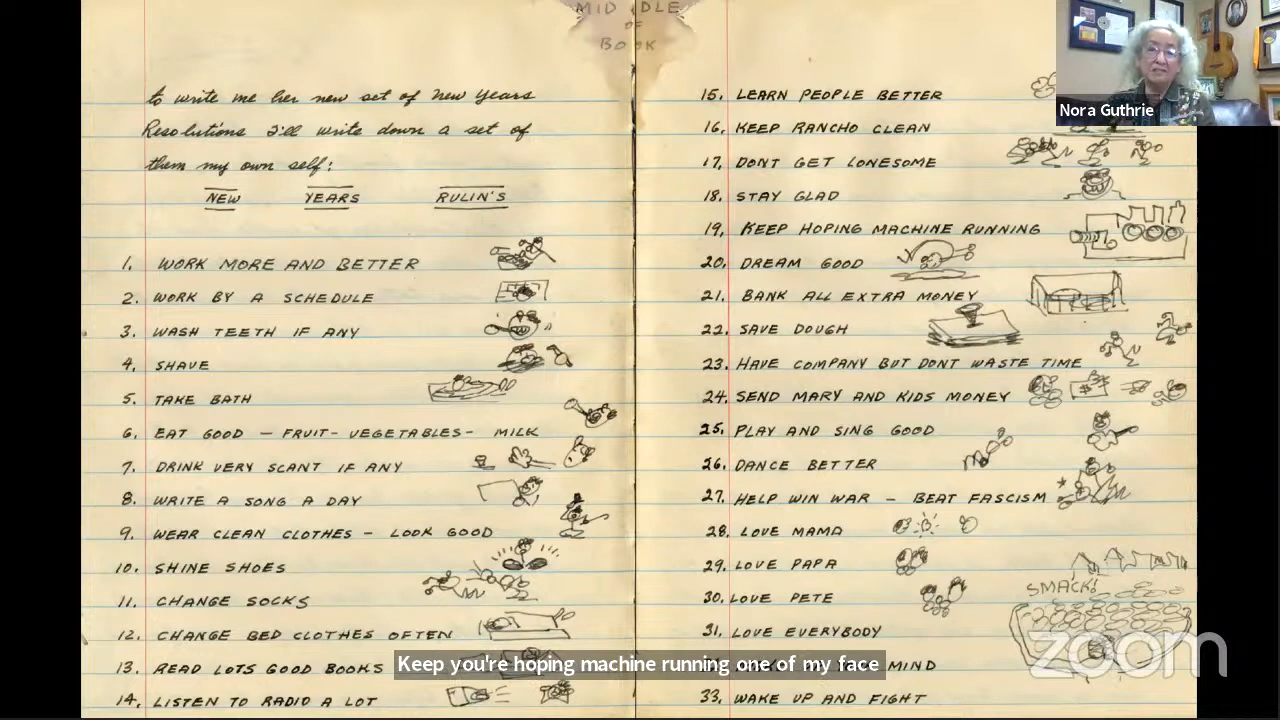 MIDDLE
OF
BOOK
to write me her new set of New Years
Resolutions I'll write down a set of
them my own self:
NEW YEARS RULIN'S
1. WORK MORE AND BETTER
2. WORK BY A SCHEDULE
3. WASH TEETH IF ANY
4. SHAVE
5. TAKE BATH
6. EAT GOOD — FRUIT - VEGETABLES - MILK
7. DRINK VERY SCANT IF ANY
8. WRITE A SONG A DAY
9. WEAR CLEAN CLOTHES — LOOK GOOD
10. SHINE SHOES
11. CHANGE SOCKS
12. CHANGE BED CLOTHES OFTEN
13. READ LOTS GOOD BOOKS
14. LISTEN TO RADIO A LOT
15. LEARN PEOPLE BETTER
16. KEEP RANCHO CLEAN
17. DONT GET LONESOME
18. STAY GLAD
19. KEEP HOPING MACHINE RUNNING
20. DREAM GOOD
21. BANK ALL EXTRA MONEY
22. SAVE DOUGH
23. HAVE COMPANY BUT DONT WASTE TIME
24. SEND MARY AND KIDS MONEY
$
25. PLAY AND SING GOOD
26. DANCE BETTER
27. HELP WIN WAR — BEAT FASCISM
28. LOVE MAMA
29. LOVE PAPA
30. LOVE PETE
SMACK!
31. LOVE EVERYBODY
MIND
33. WAKE UP AND FIGHT
Nora Guthrie
Keep you're hoping machine running one of my face
zoom